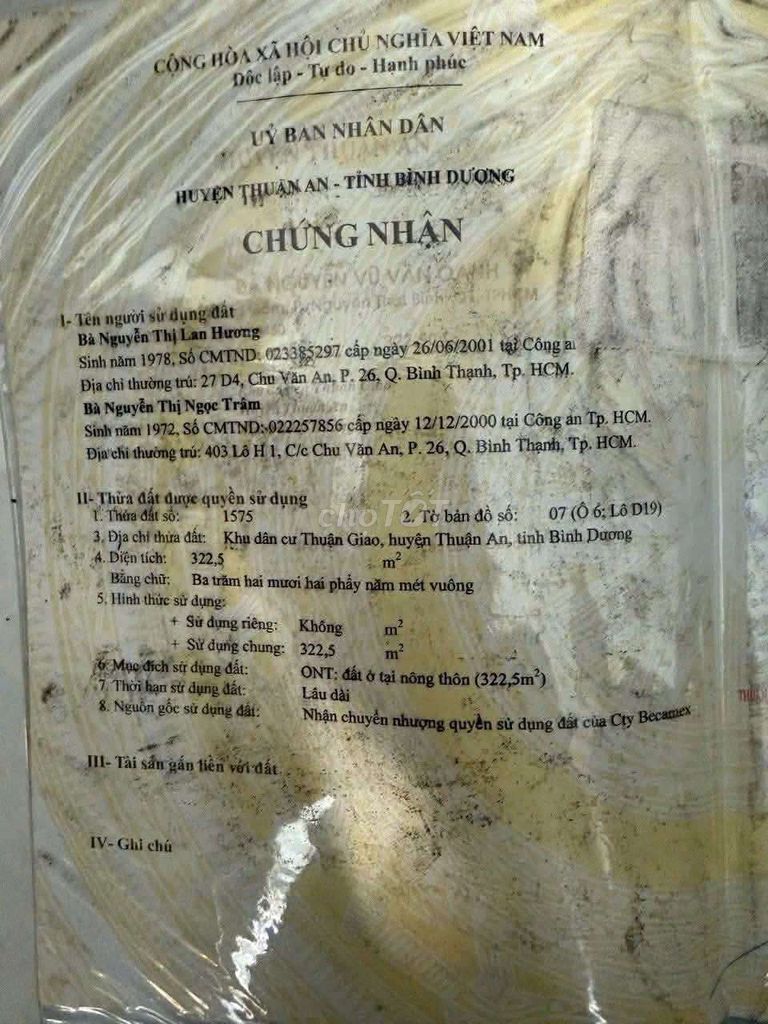 CỘNG HÒA XÃ HỘI CHỦ NGHĨA VIỆT NAM
Độc lập - Tự do - Hạnh phúc
UỶ BAN NHÂN DÂN
HUYỆN THUẬN AN - TỈNH BÌNH DƯƠNG
CHỨNG NHẬN
I- Tên người sử dụng đất
Bà Nguyễn Thị Lan Hương
Sinh năm 1978, Số CMTND: 023385297 cấp ngày 26/06/2001 tại Công a
Địa chỉ thường trú: 27 D4, Chu Văn An, P. 26, Q. Bình Thạnh, Tp. HCM.
Bà Nguyễn Thị Ngọc Trâm
Sinh năm 1972, Số CMTND: 022257856 cấp ngày 12/12/2000 tại Công an Tp. HCM.
Địa chỉ thường trú: 403 Lô H 1, C/c Chu Văn An, P. 26, Q. Bình Thạnh, Tp. HCM.
II- Thửa đất được quyền sử dụng
1. Thửa đất số: 1575 2. Tờ bản đồ số: 07 (Ô 6; Lô D19)
choTỐT
3. Địa chỉ thửa đất: Khu dân cư Thuận Giao, huyện Thuận An, tỉnh Bình Dương
4. Diện tích: 322,5 m²
Bằng chữ: Ba trăm hai mươi hai phẩy năm mét vuông
5. Hình thức sử dụng:
+ Sử dụng riêng: Không m²
+ Sử dụng chung: 322,5 m²
6. Mục đích sử dụng đất: ONT: đất ở tại nông thôn (322,5m²)
7. Thời hạn sử dụng đất: Lâu dài
8. Nguồn gốc sử dụng đất: Nhận chuyển nhượng quyền sử dụng đất của Cty Becamex
III- Tài sản gắn liền với đất
IV- Ghi chú